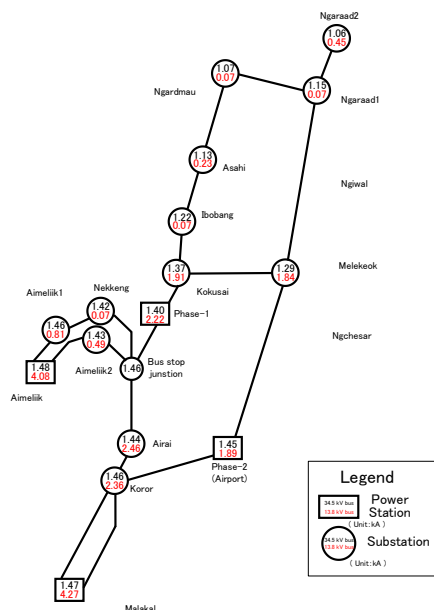 Ngaraad2
1.06
0.45
1.07
0.07
Ngardmau
1.15
0.07
Ngaraad1
1.13
0.23
Asahi
Ngiwal
1.22
0.07
Ibobang
1.37
1.91
Kokusai
1.29
1.84
Melekeok
Aimeliik1
Nekkeng
1.42
0.07
1.40
2.22
Phase-1
1.46
0.81
1.43
0.49
Ngchesar
1.48
4.08
Aimeliik
Aimeliik2
1.46
Bus stop
junstion
1.44
2.46
Airai
1.45
1.89
Phase-2
(Airport)
1.46
2.36
Koror
Legend
34.5 kV bus
13.8 kV bus
Power
Station
( Unit:kA )
34.5 kV bus
13.8 kV bus
Substation
( Unit:kA )
1.47
4.27
Malakal